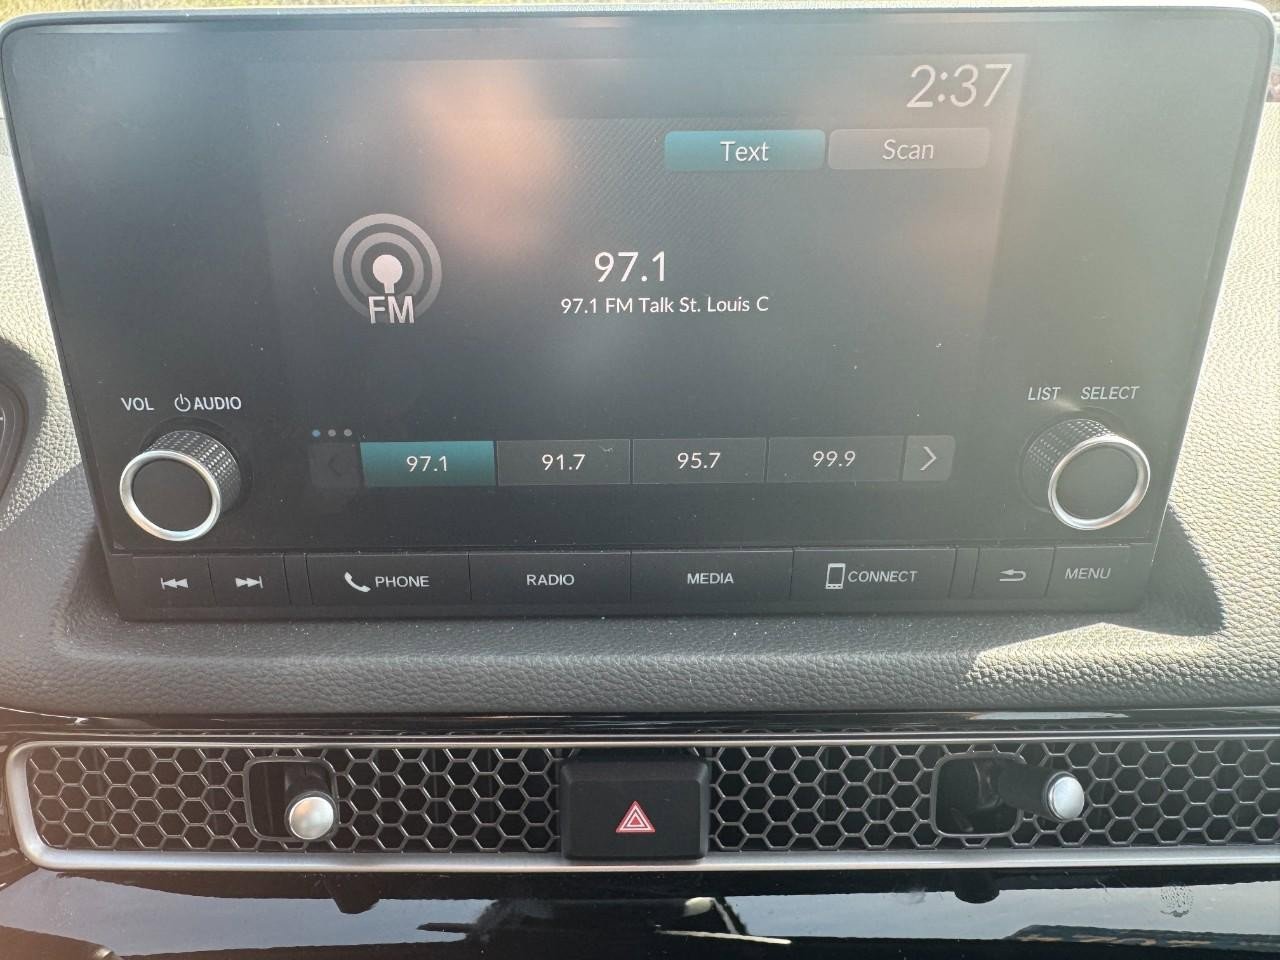 2:37
Text Scan
97.1
FM
97.1 FM Talk St. Louis C
VOL AUDIO
LIST SELECT
97.1 91.7 95.7 99.9
PHONE RADIO MEDIA CONNECT MENU